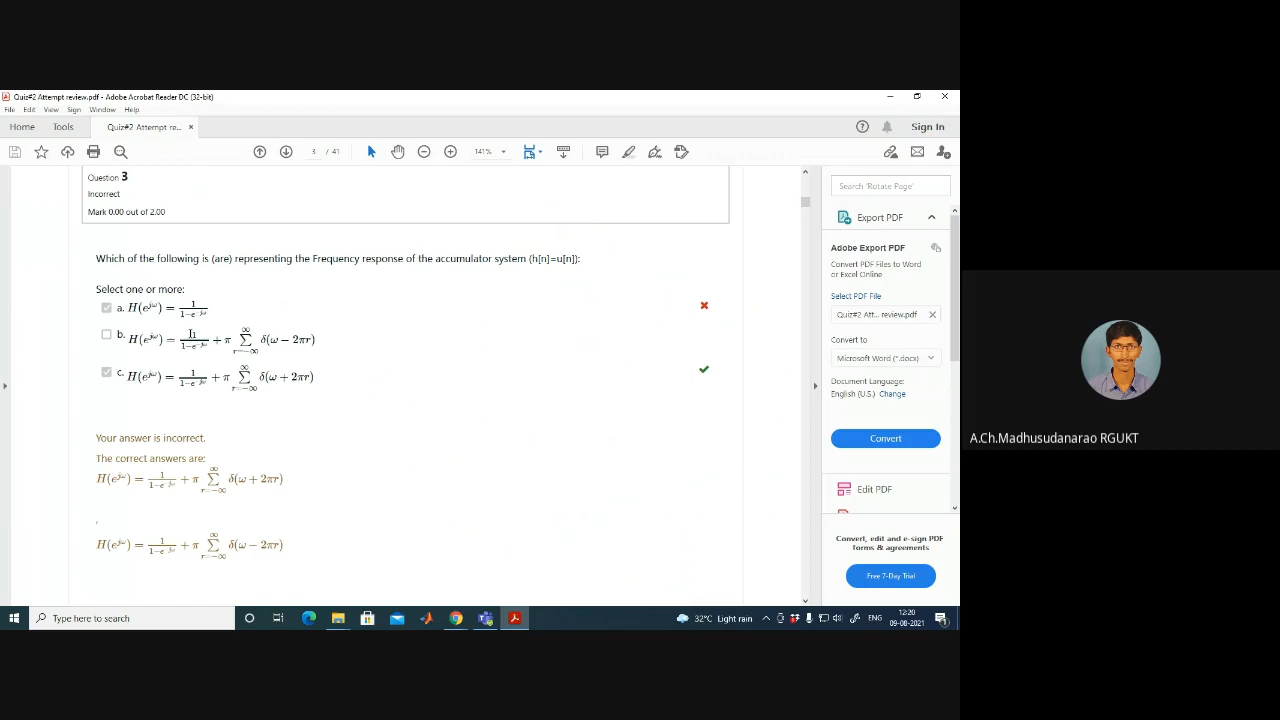 Quiz#2 Attempt review.pdf - Adobe Acrobat Reader DC (32-bit)
File Edit View Sign Window Help
Home Tools Quiz#2 Attempt re... × Sign In
3 / 41 141%
Question 3
Incorrect
Mark 0.00 out of 2.00
Which of the following is (are) representing the Frequency response of the accumulator system (h[n]=u[n]):
Select one or more:
a. H(e^{jω}) = 1/(1−e^{−jω})
b. H(e^{jω}) = 1/(1−e^{−jω}) + π ∑_{r=−∞}^{∞} δ(ω − 2πr)
c. H(e^{jω}) = 1/(1−e^{−jω}) + π ∑_{r=−∞}^{∞} δ(ω + 2πr)
Your answer is incorrect.
The correct answers are:
H(e^{jω}) = 1/(1−e^{−jω}) + π ∑_{r=−∞}^{∞} δ(ω + 2πr)
,
H(e^{jω}) = 1/(1−e^{−jω}) + π ∑_{r=−∞}^{∞} δ(ω − 2πr)
Search 'Rotate Page'
Export PDF
Adobe Export PDF
Convert PDF Files to Word
or Excel Online
Select PDF File
Quiz#2 Att... review.pdf
Convert to
Microsoft Word (*.docx)
Document Language:
English (U.S.) Change
Convert
Edit PDF
Convert, edit and e-sign PDF
forms & agreements
Free 7-Day Trial
Type here to search
32°C Light rain
ENG
12:20
09-08-2021
A.Ch.Madhusudanarao RGUKT